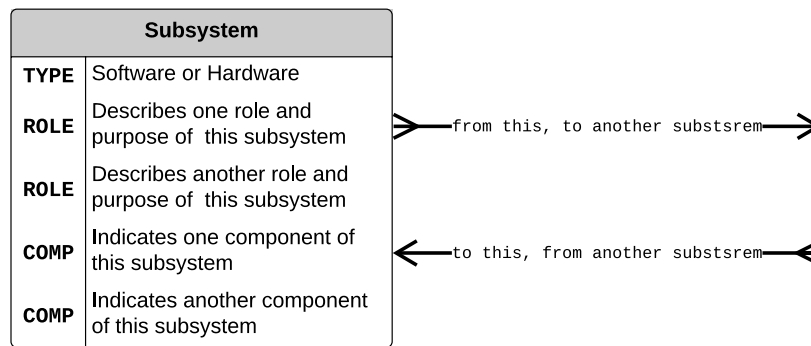 Subsystem
TYPE Software or Hardware
ROLE Describes one role and
purpose of this subsystem
from this, to another substsrem
ROLE Describes another role and
purpose of this subsystem
COMP Indicates one component of
this subsystem
to this, from another substsrem
COMP Indicates another component
of this subsystem